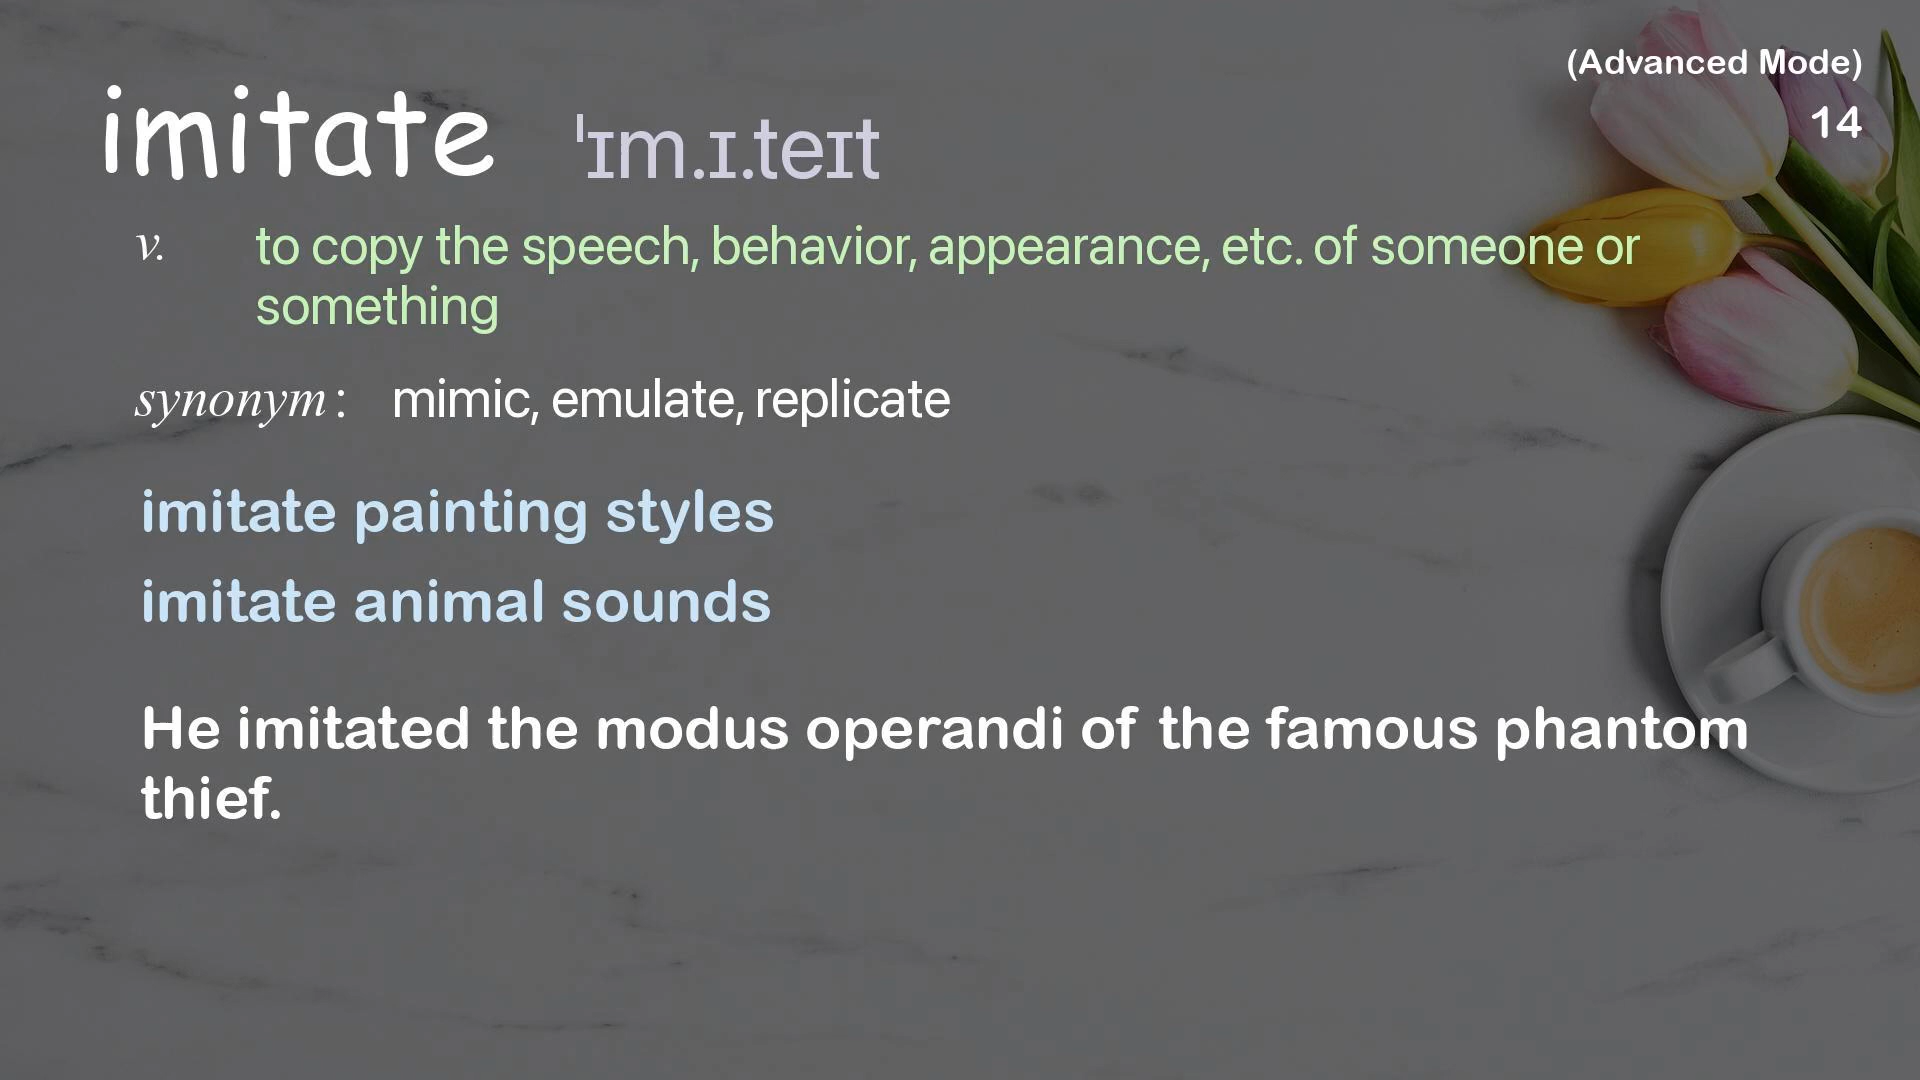 (Advanced Mode)
imitate ˈɪm.ɪ.teɪt
14
v. to copy the speech, behavior, appearance, etc. of someone or
something
synonym: mimic, emulate, replicate
imitate painting styles
imitate animal sounds
He imitated the modus operandi of the famous phantom
thief.